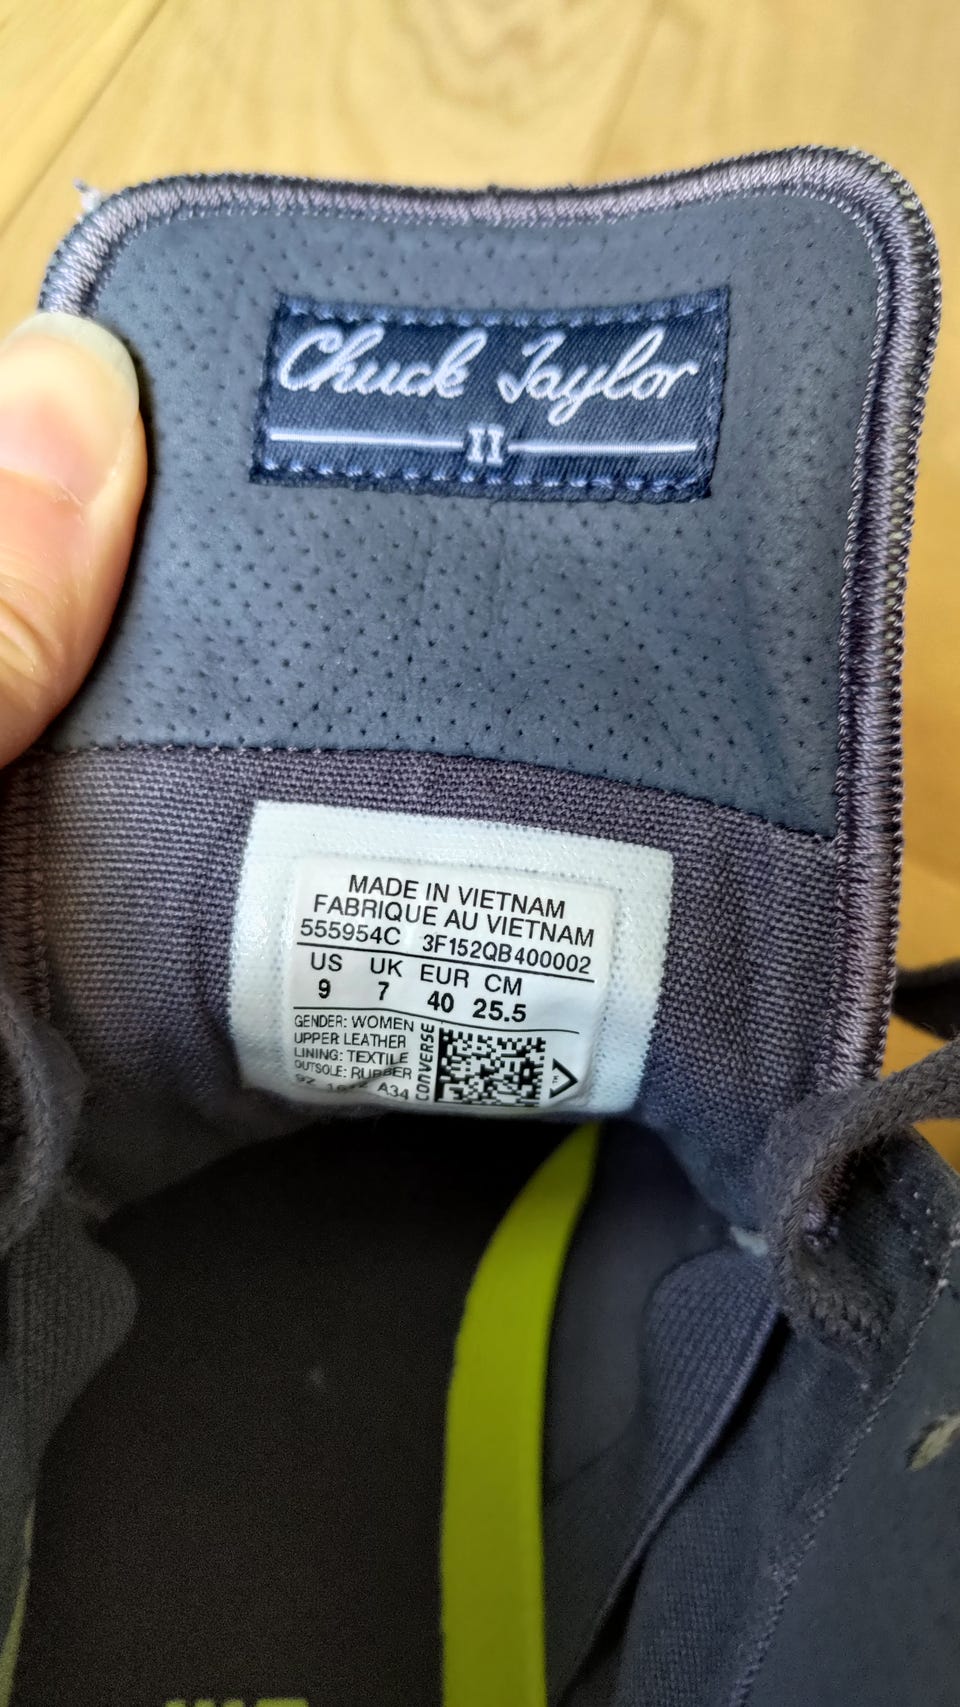 Chuck Taylor
II
MADE IN VIETNAM
FABRIQUE AU VIETNAM
555954C 3F152QB400002
US UK EUR CM
9 7 40 25.5
GENDER: WOMEN
UPPER LEATHER
LINING: TEXTILE
OUTSOLE: RUBBER
A34
CONVERSE